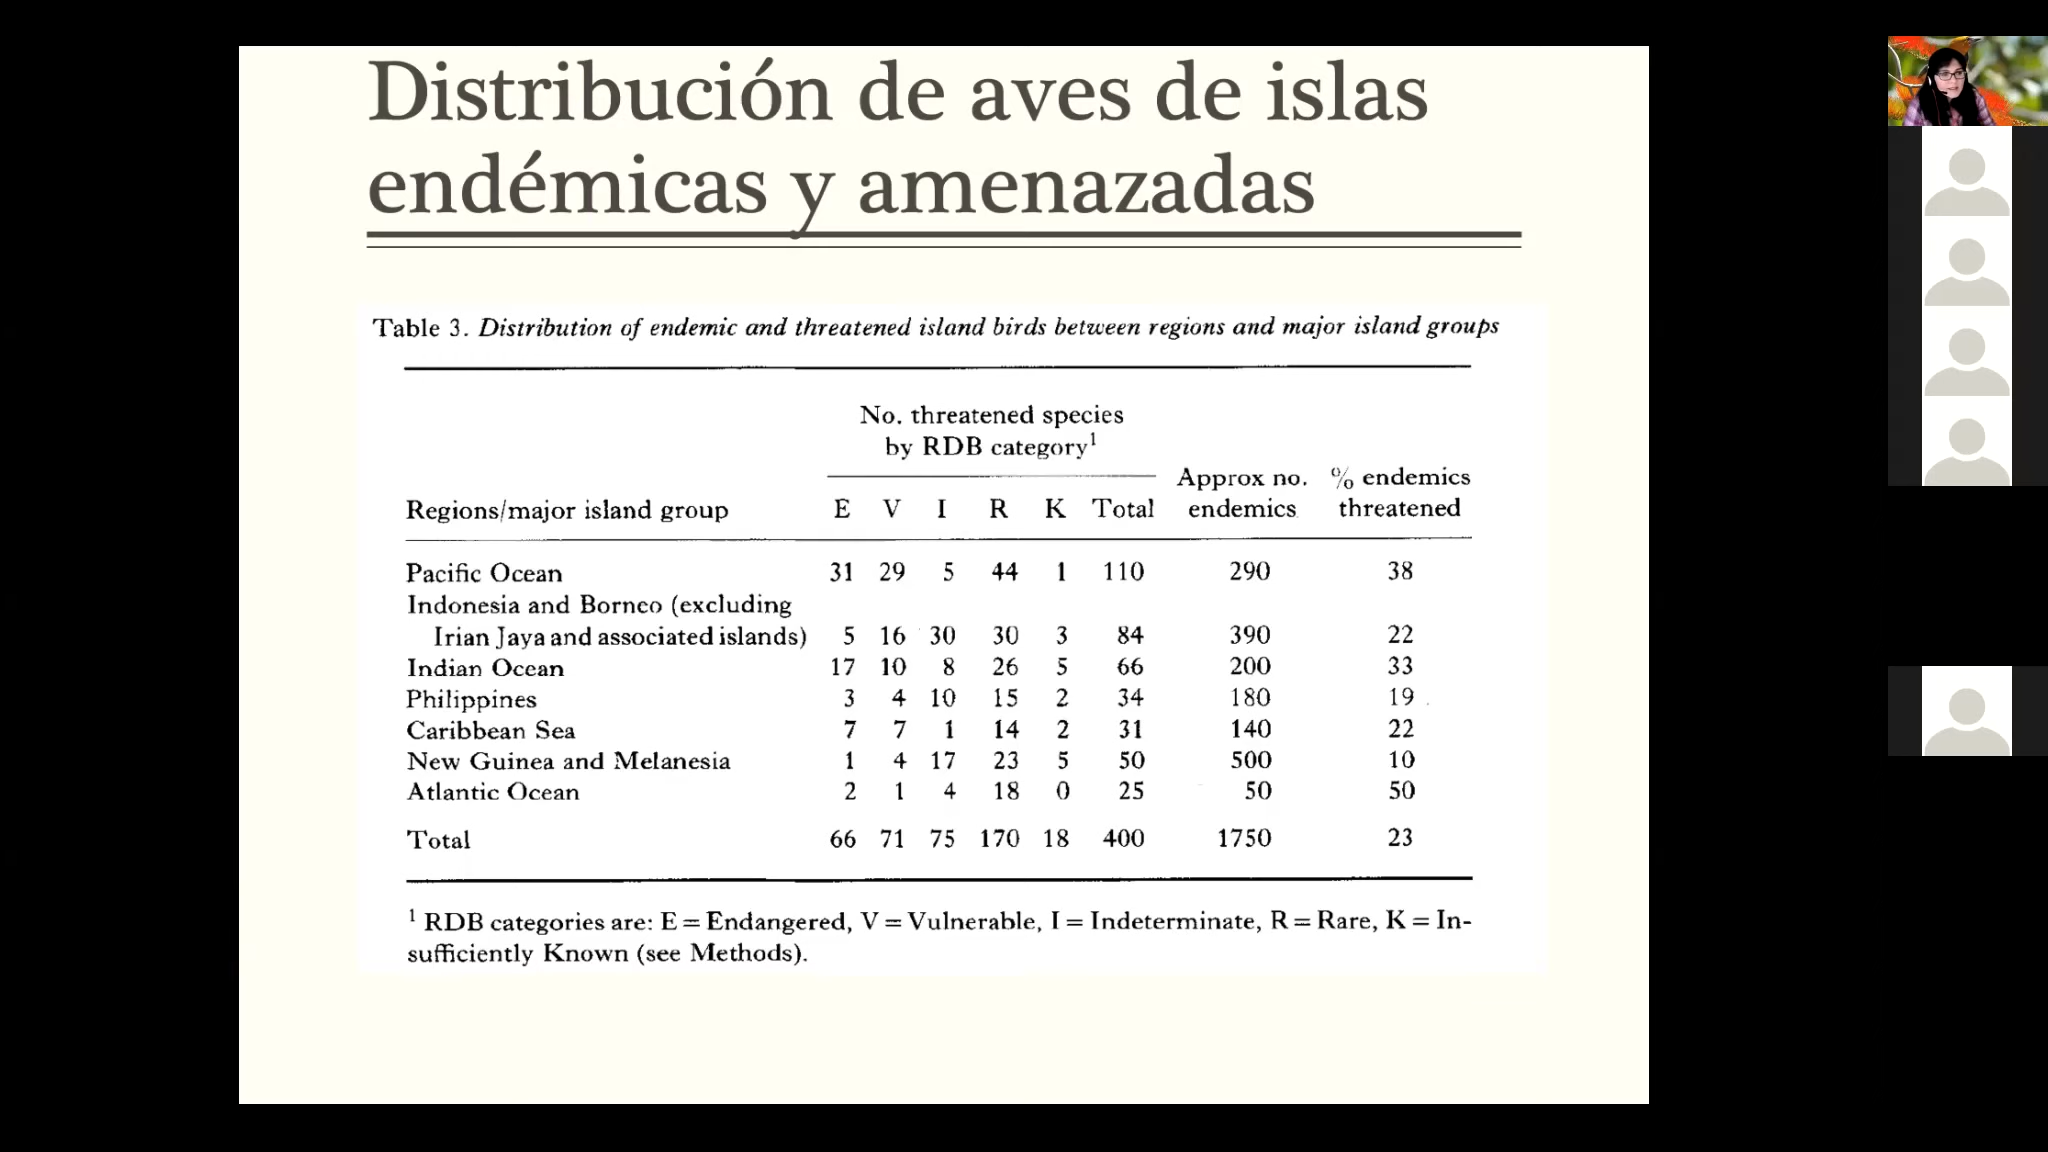 Distribución de aves de islas
endémicas y amenazadas
Table 3. Distribution of endemic and threatened island birds between regions and major island groups
No. threatened species
by RDB category¹
Approx no. % endemics
Regions/major island group E V I R K Total endemics threatened
Pacific Ocean 31 29 5 44 1 110 290 38
Indonesia and Borneo (excluding
Irian Jaya and associated islands) 5 16 30 30 3 84 390 22
Indian Ocean 17 10 8 26 5 66 200 33
Philippines 3 4 10 15 2 34 180 19
Caribbean Sea 7 7 1 14 2 31 140 22
New Guinea and Melanesia 1 4 17 23 5 50 500 10
Atlantic Ocean 2 1 4 18 0 25 50 50
Total 66 71 75 170 18 400 1750 23
¹ RDB categories are: E = Endangered, V = Vulnerable, I = Indeterminate, R = Rare, K = In-
sufficiently Known (see Methods).